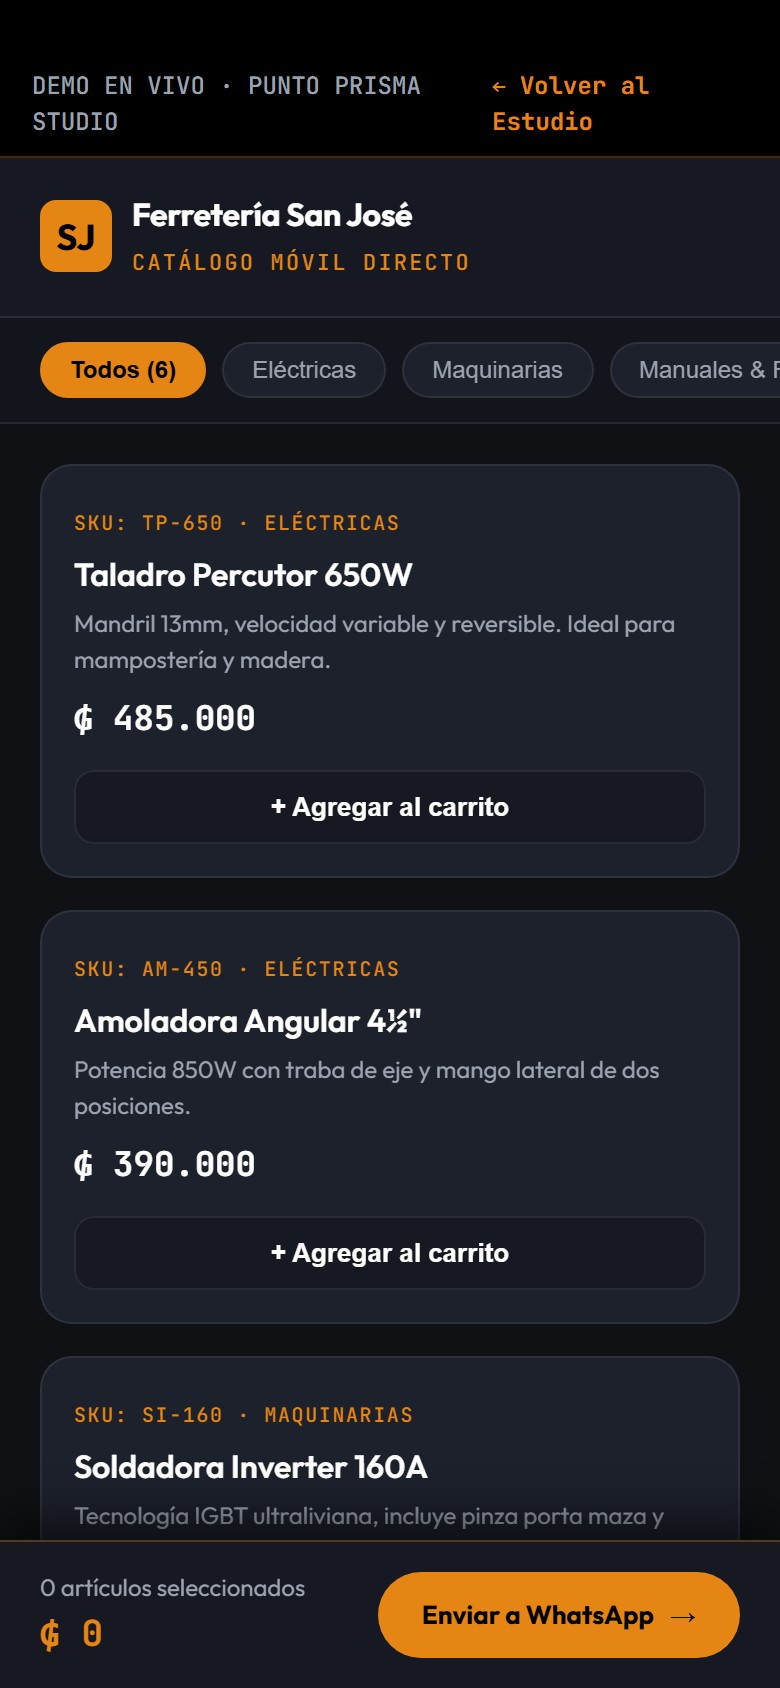 DEMO EN VIVO · PUNTO PRISMA STUDIO
← Volver al Estudio
SJ
Ferretería San José
CATÁLOGO MÓVIL DIRECTO
Todos (6)
Eléctricas
Maquinarias
Manuales &
SKU: TP-650 · ELÉCTRICAS
Taladro Percutor 650W
Mandril 13mm, velocidad variable y reversible. Ideal para
mampostería y madera.
₲ 485.000
+ Agregar al carrito
SKU: AM-450 · ELÉCTRICAS
Amoladora Angular 4½"
Potencia 850W con traba de eje y mango lateral de dos
posiciones.
₲ 390.000
+ Agregar al carrito
SKU: SI-160 · MAQUINARIAS
Soldadora Inverter 160A
Tecnología IGBT ultraliviana, incluye pinza porta maza y
0 artículos seleccionados
₲ 0
Enviar a WhatsApp →